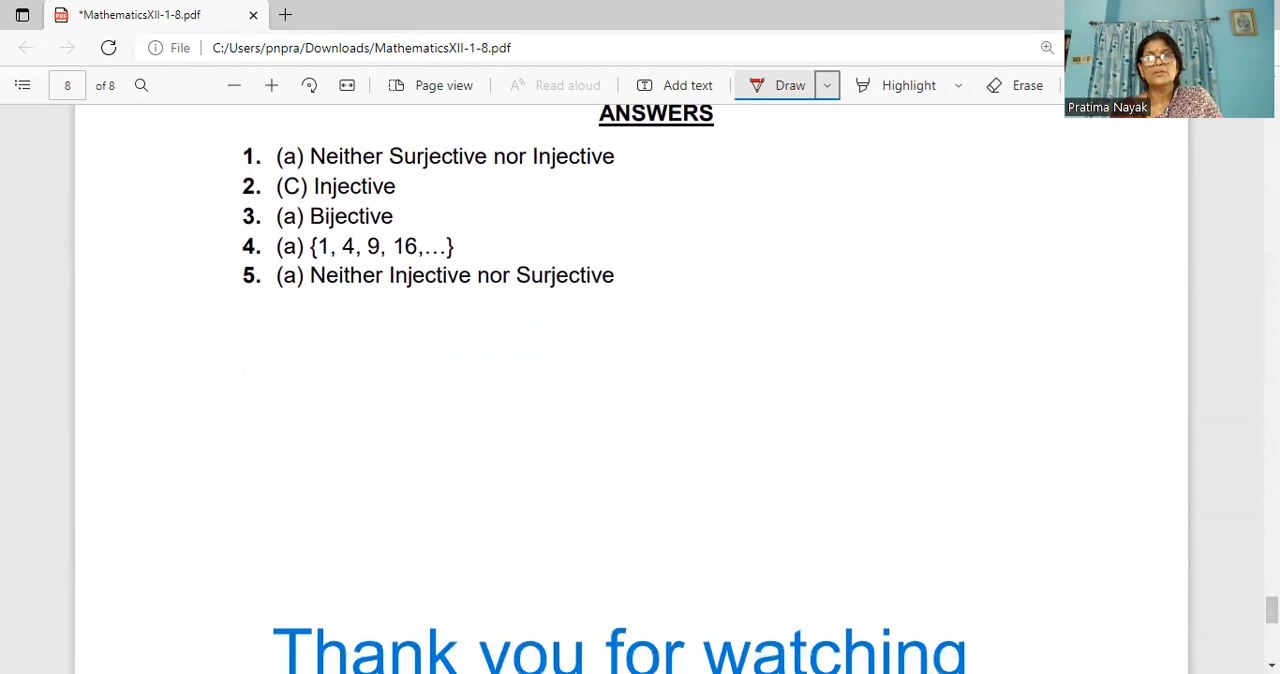 *MathematicsXII-1-8.pdf
File
C:/Users/pnpra/Downloads/MathematicsXII-1-8.pdf
8 of 8
Page view
Read aloud
Add text
Draw
Highlight
Erase
Pratima Nayak
ANSWERS
1. (a) Neither Surjective nor Injective
2. (C) Injective
3. (a) Bijective
4. (a) {1, 4, 9, 16,…}
5. (a) Neither Injective nor Surjective
Thank you for watching